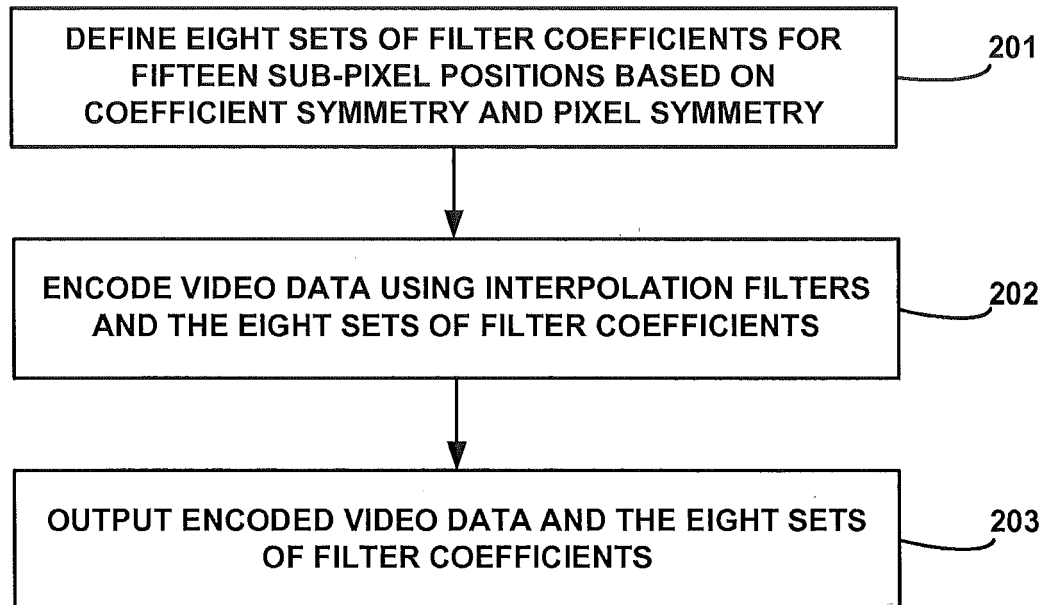 DEFINE EIGHT SETS OF FILTER COEFFICIENTS FOR
FIFTEEN SUB-PIXEL POSITIONS BASED ON
COEFFICIENT SYMMETRY AND PIXEL SYMMETRY
201
ENCODE VIDEO DATA USING INTERPOLATION FILTERS
AND THE EIGHT SETS OF FILTER COEFFICIENTS
202
OUTPUT ENCODED VIDEO DATA AND THE EIGHT SETS
OF FILTER COEFFICIENTS
203